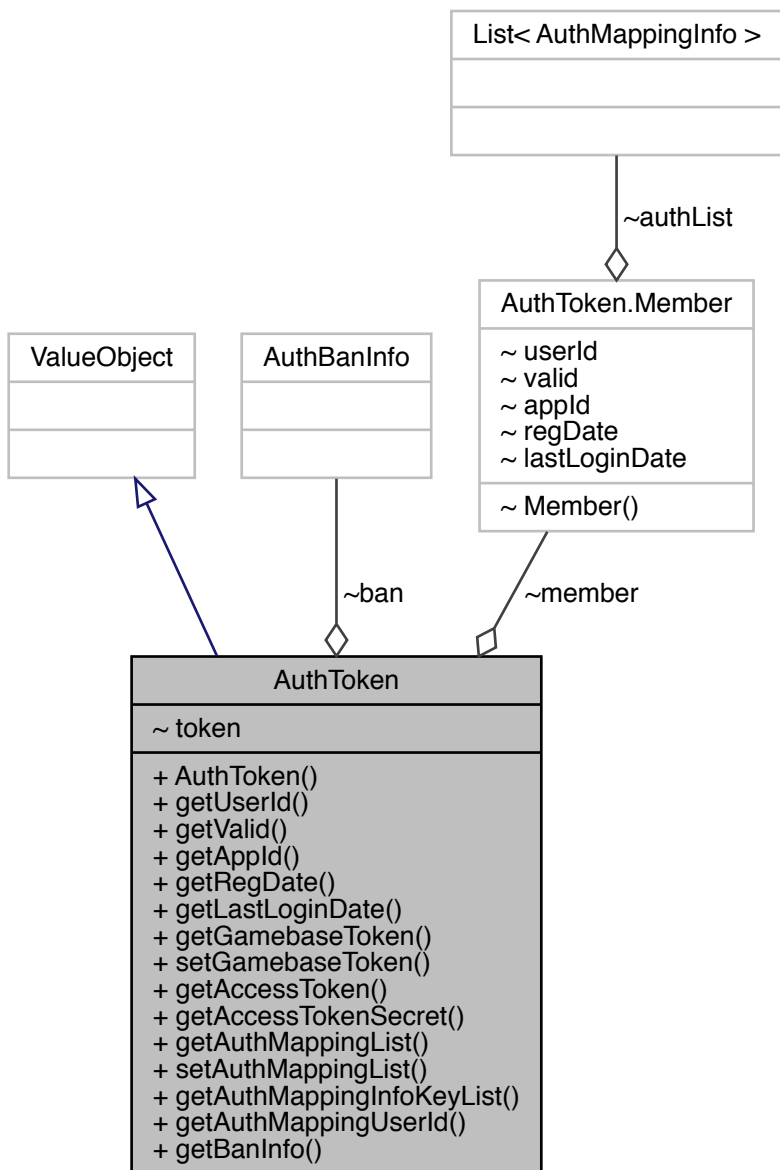 List< AuthMappingInfo >
~authList
AuthToken.Member
~ userId
~ valid
~ appId
~ regDate
~ lastLoginDate
~ Member()
ValueObject
AuthBanInfo
~ban
~member
AuthToken
~ token
+ AuthToken()
+ getUserId()
+ getValid()
+ getAppId()
+ getRegDate()
+ getLastLoginDate()
+ getGamebaseToken()
+ setGamebaseToken()
+ getAccessToken()
+ getAccessTokenSecret()
+ getAuthMappingList()
+ setAuthMappingList()
+ getAuthMappingInfoKeyList()
+ getAuthMappingUserId()
+ getBanInfo()